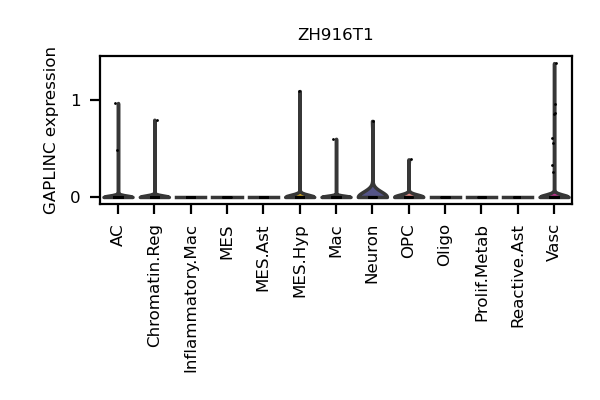 ZH916T1
GAPLINC expression
1
0
AC
Chromatin.Reg
Inflammatory.Mac
MES
MES.Ast
MES.Hyp
Mac
Neuron
OPC
Oligo
Prolif.Metab
Reactive.Ast
Vasc